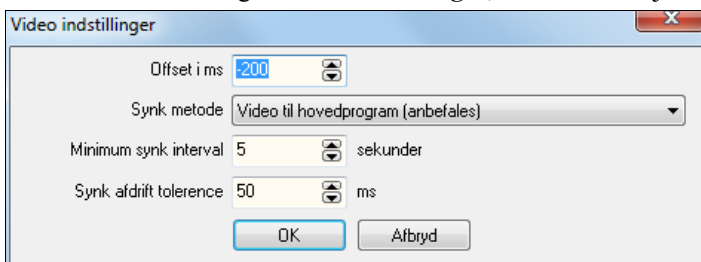 Video indstillinger
Offset i ms -200
Synk metode Video til hovedprogram (anbefales)
Minimum synk interval 5 sekunder
Synk afdrift tolerence 50 ms
OK Afbryd